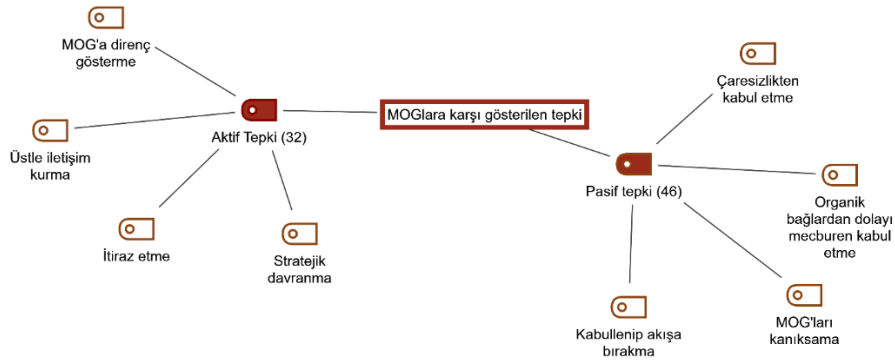 MOG'a direnç
gösterme
Üstle iletişim
kurma
Aktif Tepki (32)
İtiraz etme
Stratejik
davranma
MOGlara karşı gösterilen tepki
Çaresizlikten
kabul etme
Pasif tepki (46)
Organik
bağlardan dolayı
mecburen kabul
etme
Kabullenip akışa
bırakma
MOG'ları
kanıksama